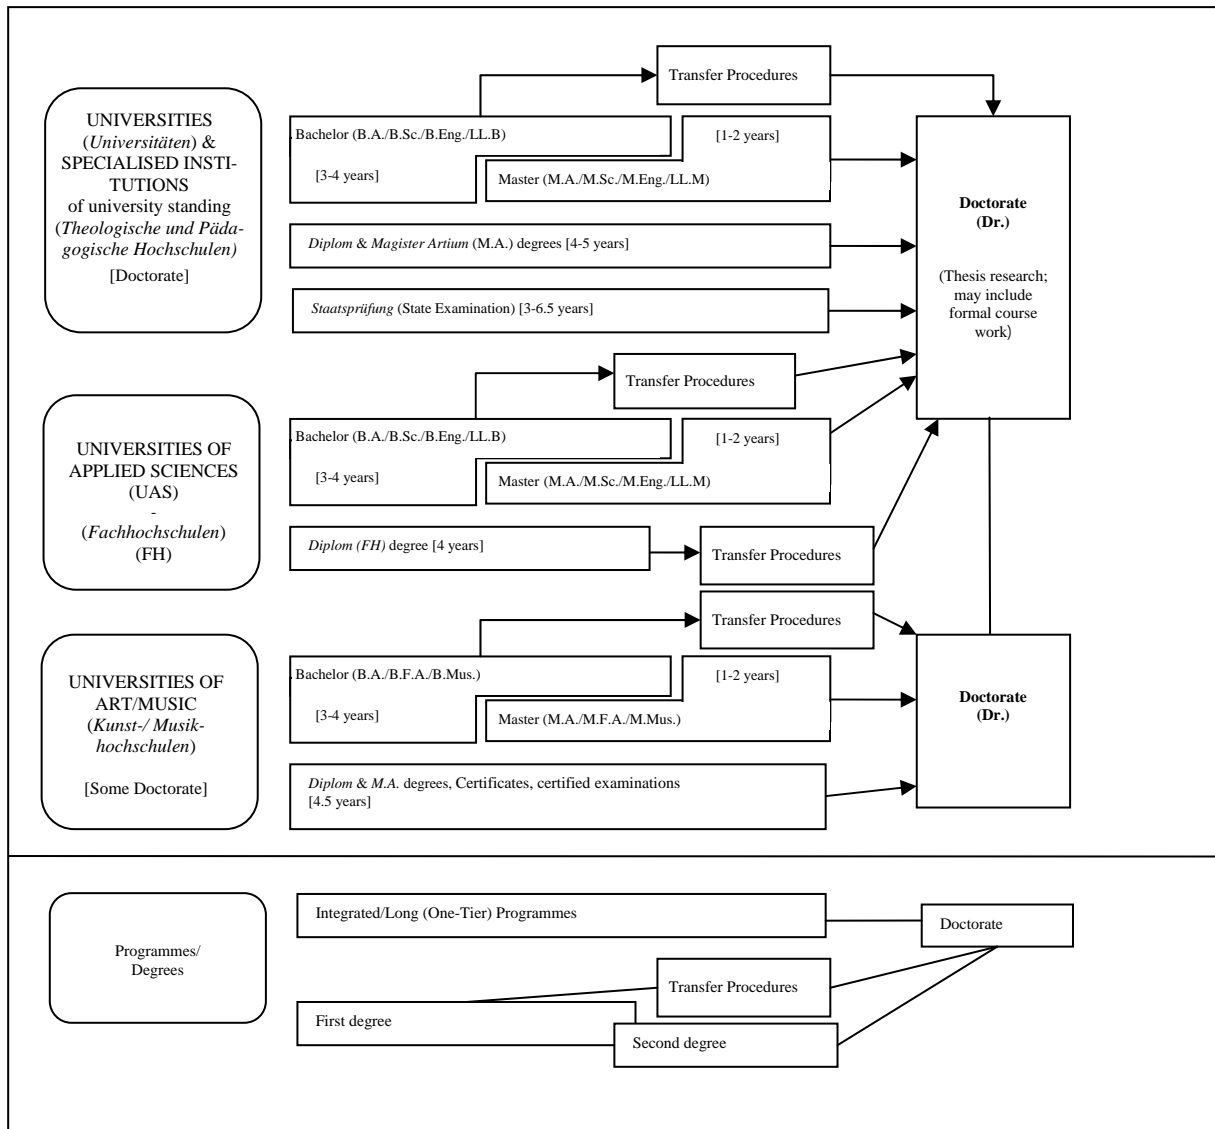 Transfer Procedures
UNIVERSITIES
(Universitäten) &
SPECIALISED INSTI-
TUTIONS
of university standing
(Theologische und Päda-
gogische Hochschulen)
[Doctorate]
Bachelor (B.A./B.Sc./B.Eng./LL.B)
[3-4 years]
[1-2 years]
Master (M.A./M.Sc./M.Eng./LL.M)
Diplom & Magister Artium (M.A.) degrees [4-5 years]
Staatsprüfung (State Examination) [3-6.5 years]
Doctorate
(Dr.)
(Thesis research;
may include
formal course
work)
Transfer Procedures
UNIVERSITIES OF
APPLIED SCIENCES
(UAS)
-
(Fachhochschulen)
(FH)
Bachelor (B.A./B.Sc./B.Eng./LL.B)
[3-4 years]
[1-2 years]
Master (M.A./M.Sc./M.Eng./LL.M)
Diplom (FH) degree [4 years]
Transfer Procedures
Transfer Procedures
UNIVERSITIES OF
ART/MUSIC
(Kunst-/ Musik-
hochschulen)
[Some Doctorate]
Bachelor (B.A./B.F.A./B.Mus.)
[3-4 years]
[1-2 years]
Master (M.A./M.F.A./M.Mus.)
Diplom & M.A. degrees, Certificates, certified examinations
[4.5 years]
Doctorate
(Dr.)
Programmes/
Degrees
Integrated/Long (One-Tier) Programmes
Doctorate
Transfer Procedures
First degree
Second degree